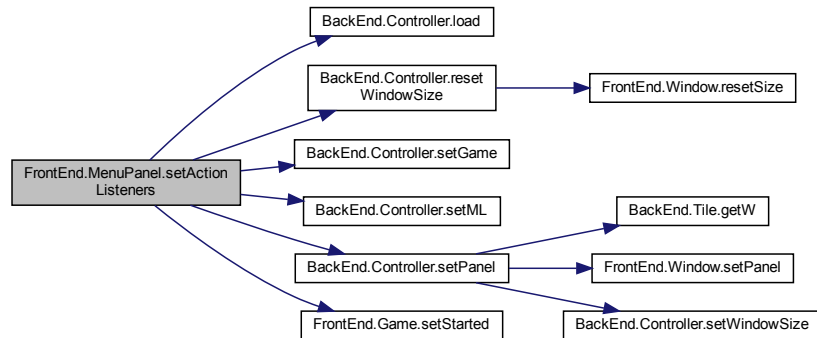 BackEnd.Controller.load
BackEnd.Controller.reset
WindowSize
FrontEnd.Window.resetSize
BackEnd.Controller.setGame
FrontEnd.MenuPanel.setAction
Listeners
BackEnd.Controller.setML
BackEnd.Tile.getW
BackEnd.Controller.setPanel
FrontEnd.Window.setPanel
FrontEnd.Game.setStarted
BackEnd.Controller.setWindowSize